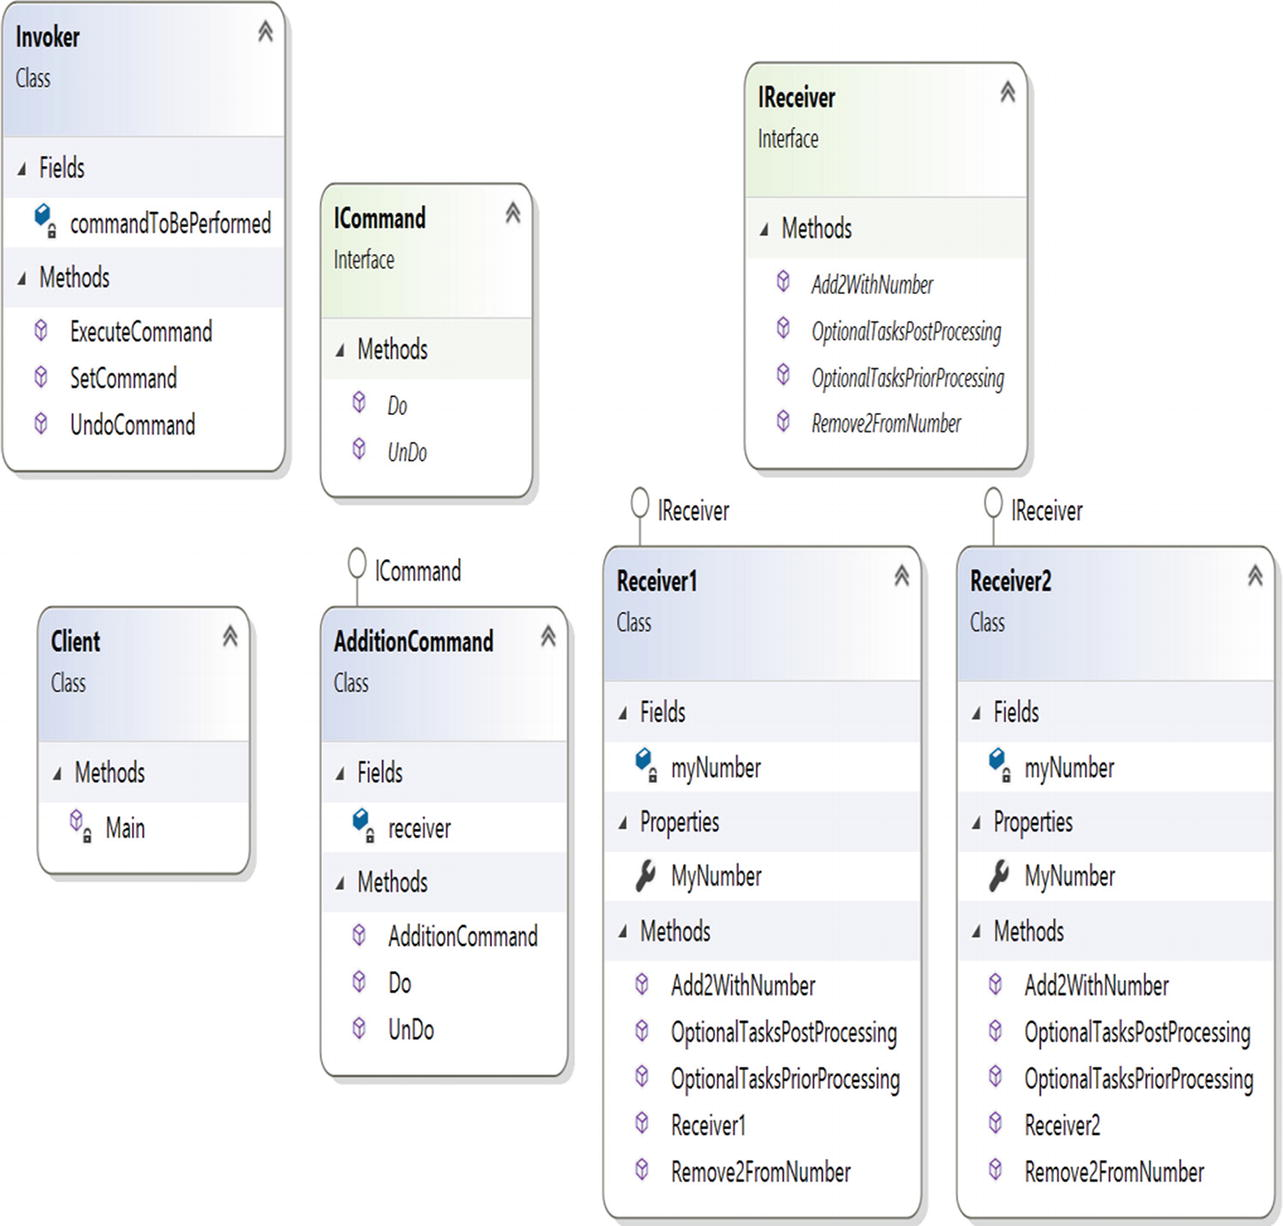 Invoker
Class
Fields
commandToBePerformed
Methods
ExecuteCommand
SetCommand
UndoCommand
ICommand
Interface
Methods
Do
UnDo
IReceiver
Interface
Methods
Add2WithNumber
OptionalTasksPostProcessing
OptionalTasksPriorProcessing
Remove2FromNumber
Client
Class
Methods
Main
ICommand
AdditionCommand
Class
Fields
receiver
Methods
AdditionCommand
Do
UnDo
IReceiver
Receiver1
Class
Fields
myNumber
Properties
MyNumber
Methods
Add2WithNumber
OptionalTasksPostProcessing
OptionalTasksPriorProcessing
Receiver1
Remove2FromNumber
IReceiver
Receiver2
Class
Fields
myNumber
Properties
MyNumber
Methods
Add2WithNumber
OptionalTasksPostProcessing
OptionalTasksPriorProcessing
Receiver2
Remove2FromNumber